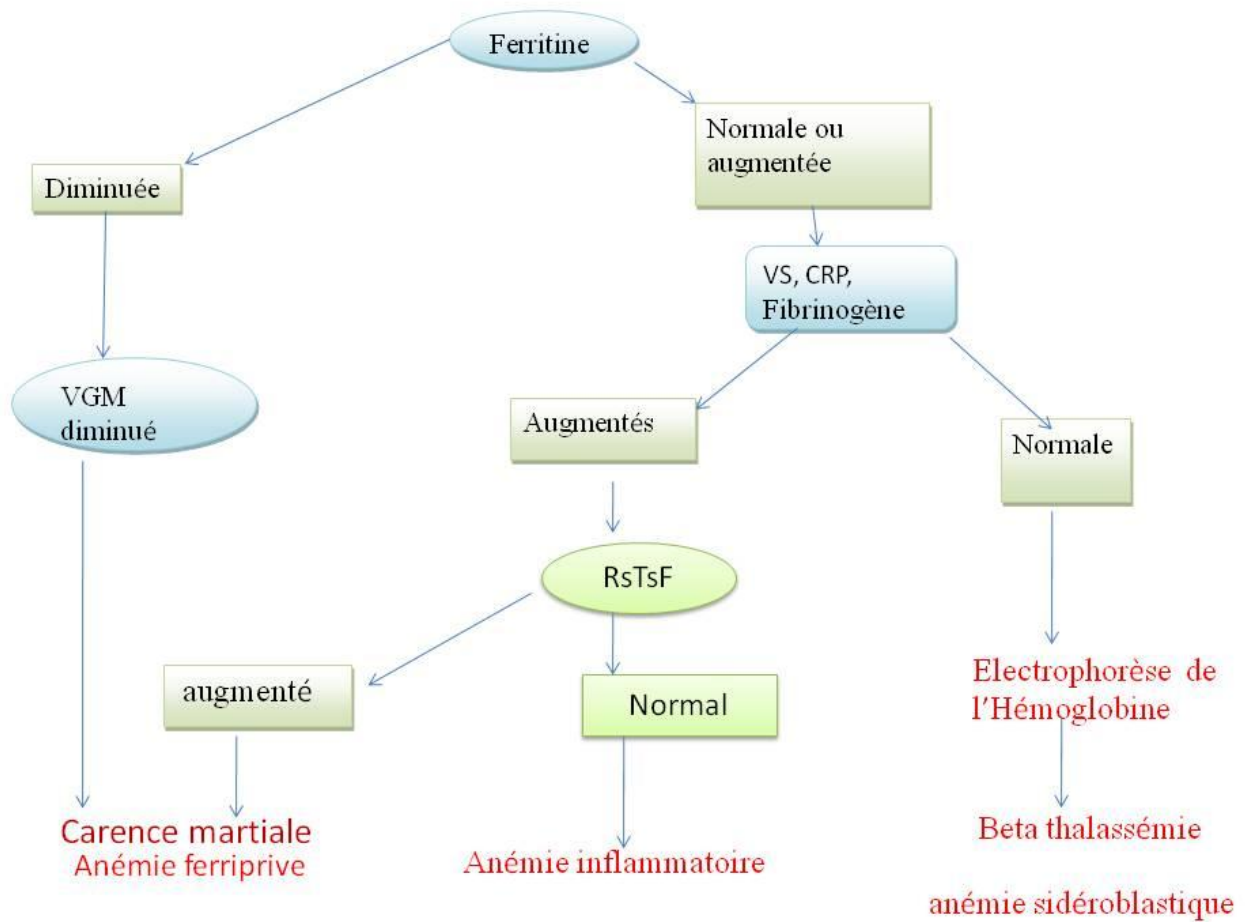 Ferritine
Normale ou
augmentée
Diminuée
VS, CRP,
Fibrinogène
VGM
diminué
Augmentés
Normale
RsTsF
augmenté
Normal
Electrophorèse de
l'Hémoglobine
Carence martiale
Anémie ferriprive
Anémie inflammatoire
Beta thalassémie
anémie sidéroblastique